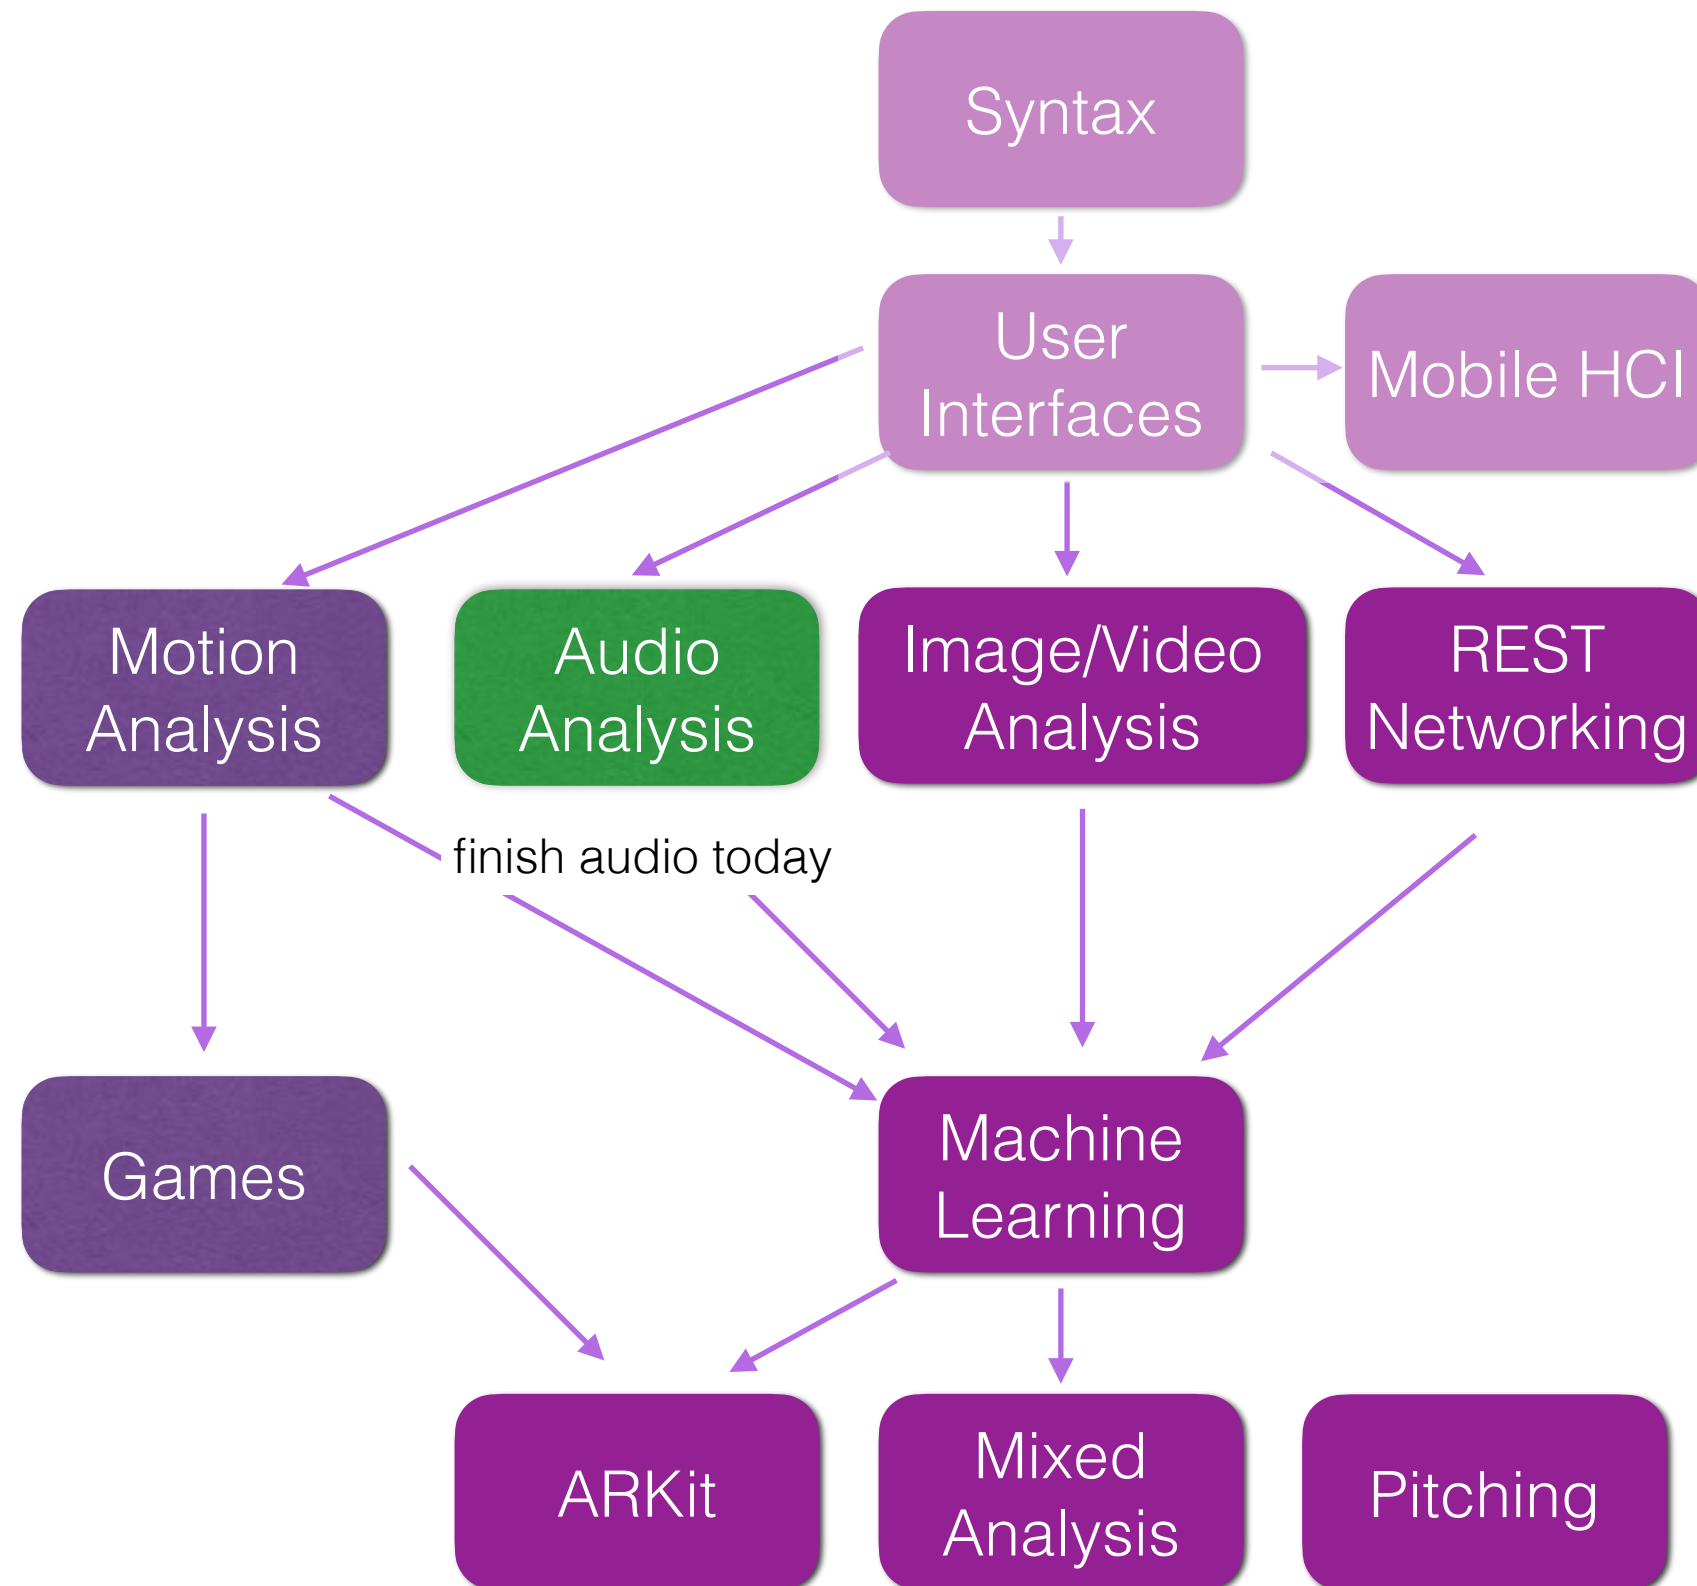 Syntax
User
Interfaces
Mobile HCI
Motion
Analysis
Audio
Analysis
Image/Video
Analysis
REST
Networking
finish audio today
Games
Machine
Learning
ARKit
Mixed
Analysis
Pitching